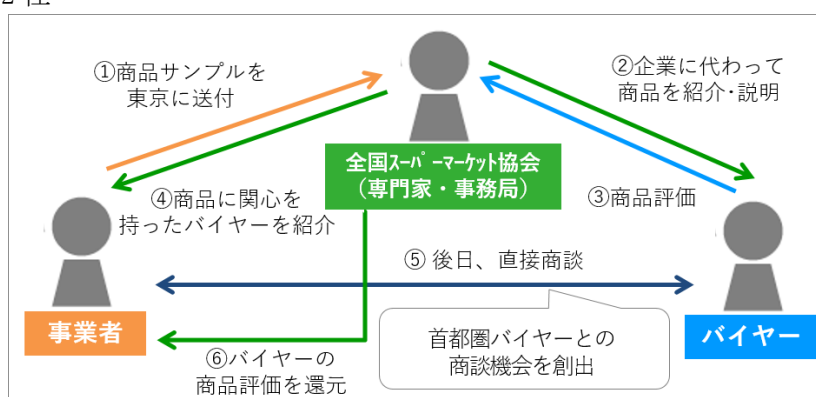 ①商品サンプルを
東京に送付
②企業に代わって
商品を紹介･説明
全国ｽｰﾊﾟｰﾏｰｹｯﾄ協会
（専門家・事務局）
③商品評価
④商品に関心を
持ったバイヤーを紹介
⑤ 後日、直接商談
事業者
バイヤー
首都圏バイヤーとの
商談機会を創出
⑥バイヤーの
商品評価を還元